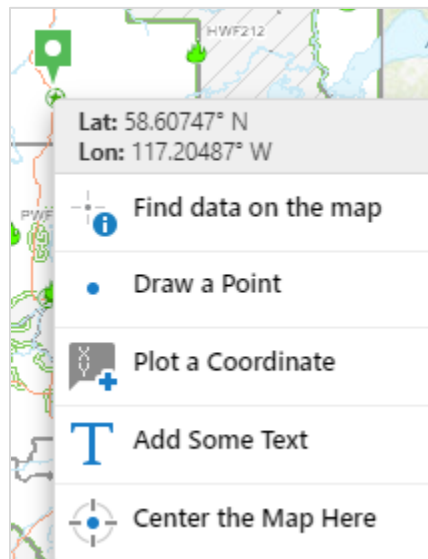 HWF212
Lat: 58.60747° N
Lon: 117.20487° W
Find data on the map
PWF
Draw a Point
Plot a Coordinate
Add Some Text
Center the Map Here